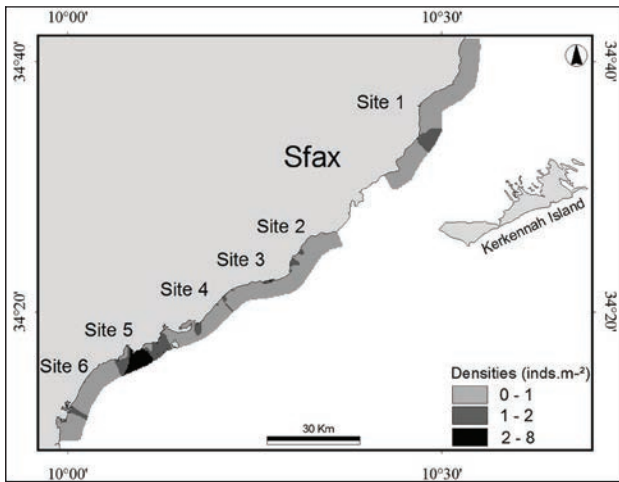 10°00'
10°30'
34°40'
34°40'
Site 1
Sfax
Site 2
Kerkennah Island
Site 3
Site 4
34°20'
34°20'
Site 5
Site 6
Densities (inds.m-²)
0 - 1
1 - 2
2 - 8
30 Km
10°00'
10°30'